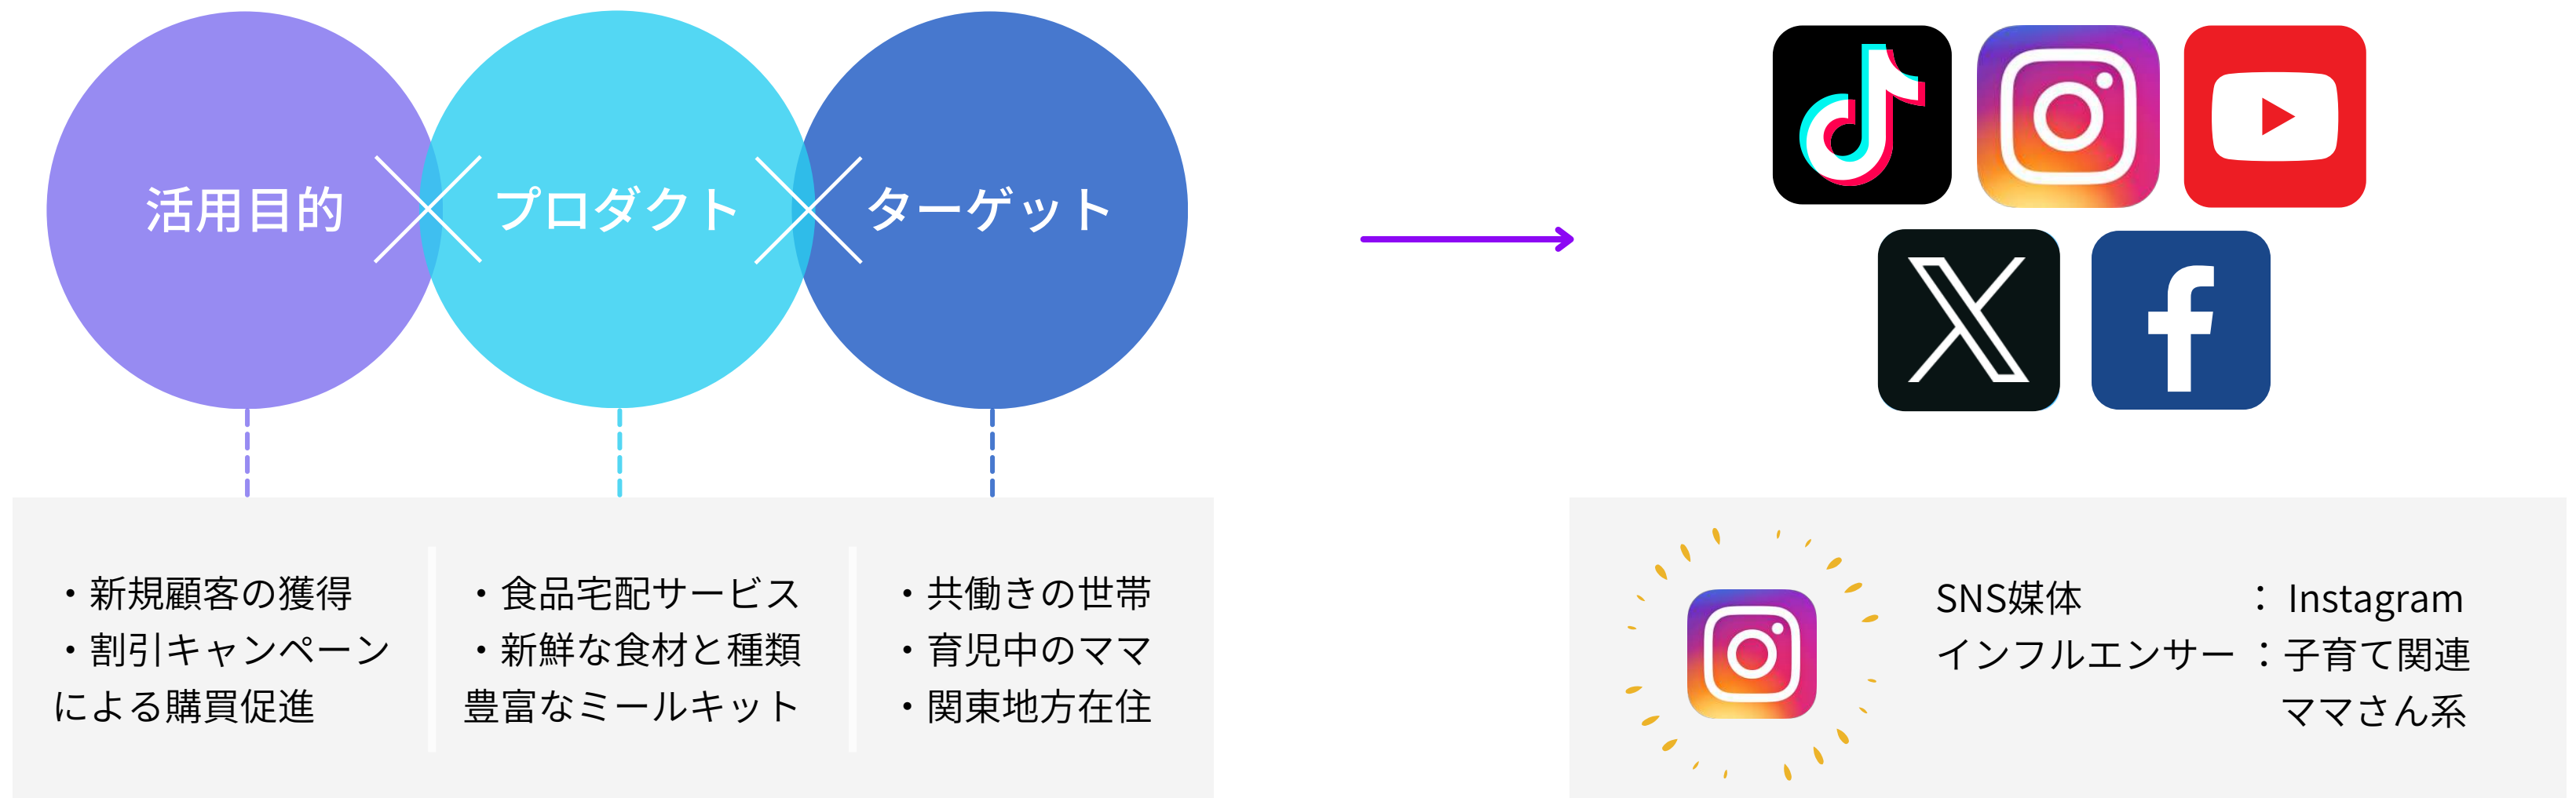 活用目的
プロダクト
ターゲット
・新規顧客の獲得
・割引キャンペーン
による購買促進
・食品宅配サービス
・新鮮な食材と種類
豊富なミールキット
・共働きの世帯
・育児中のママ
・関東地方在住
SNS媒体 : Instagram
インフルエンサー :子育て関連
ママさん系